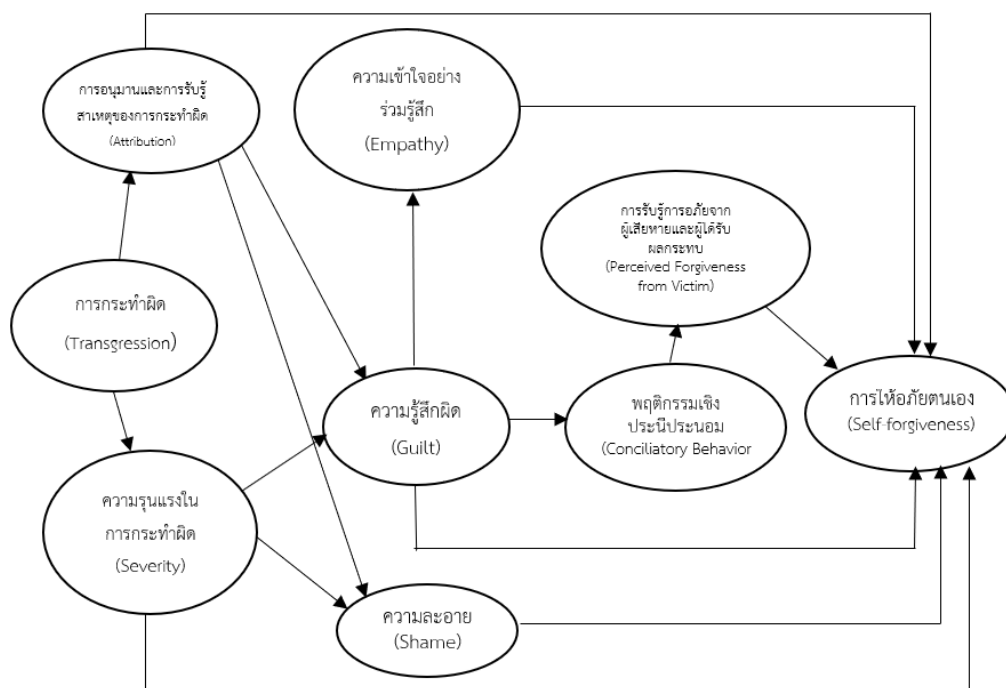 การอนุมานและการรับรู้
สาเหตุของการกระทำผิด
(Attribution)
ความเข้าใจอย่าง
ร่วมรู้สึก
(Empathy)
การรับรู้การอภัยจาก
ผู้เสียหายและผู้ได้รับ
ผลกระทบ
(Perceived Forgiveness
from Victim)
การกระทำผิด
(Transgression)
ความรู้สึกผิด
(Guilt)
พฤติกรรมเชิง
ประนีประนอม
(Conciliatory Behavior
การให้อภัยตนเอง
(Self-forgiveness)
ความรุนแรงใน
การกระทำผิด
(Severity)
ความละอาย
(Shame)